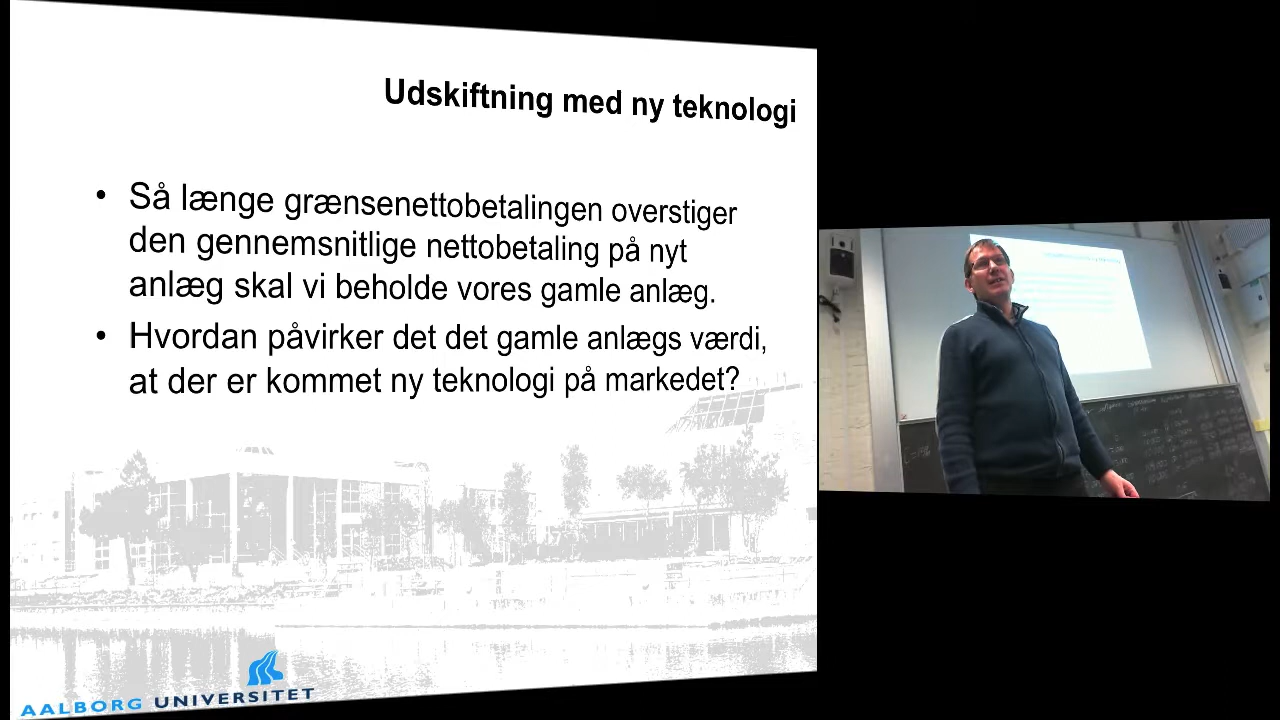 Udskiftning med ny teknologi
• Så længe grænsenettobetalingen overstiger
den gennemsnitlige nettobetaling på nyt
anlæg skal vi beholde vores gamle anlæg.
• Hvordan påvirker det det gamle anlægs værdi,
at der er kommet ny teknologi på markedet?
AALBORG UNIVERSITET